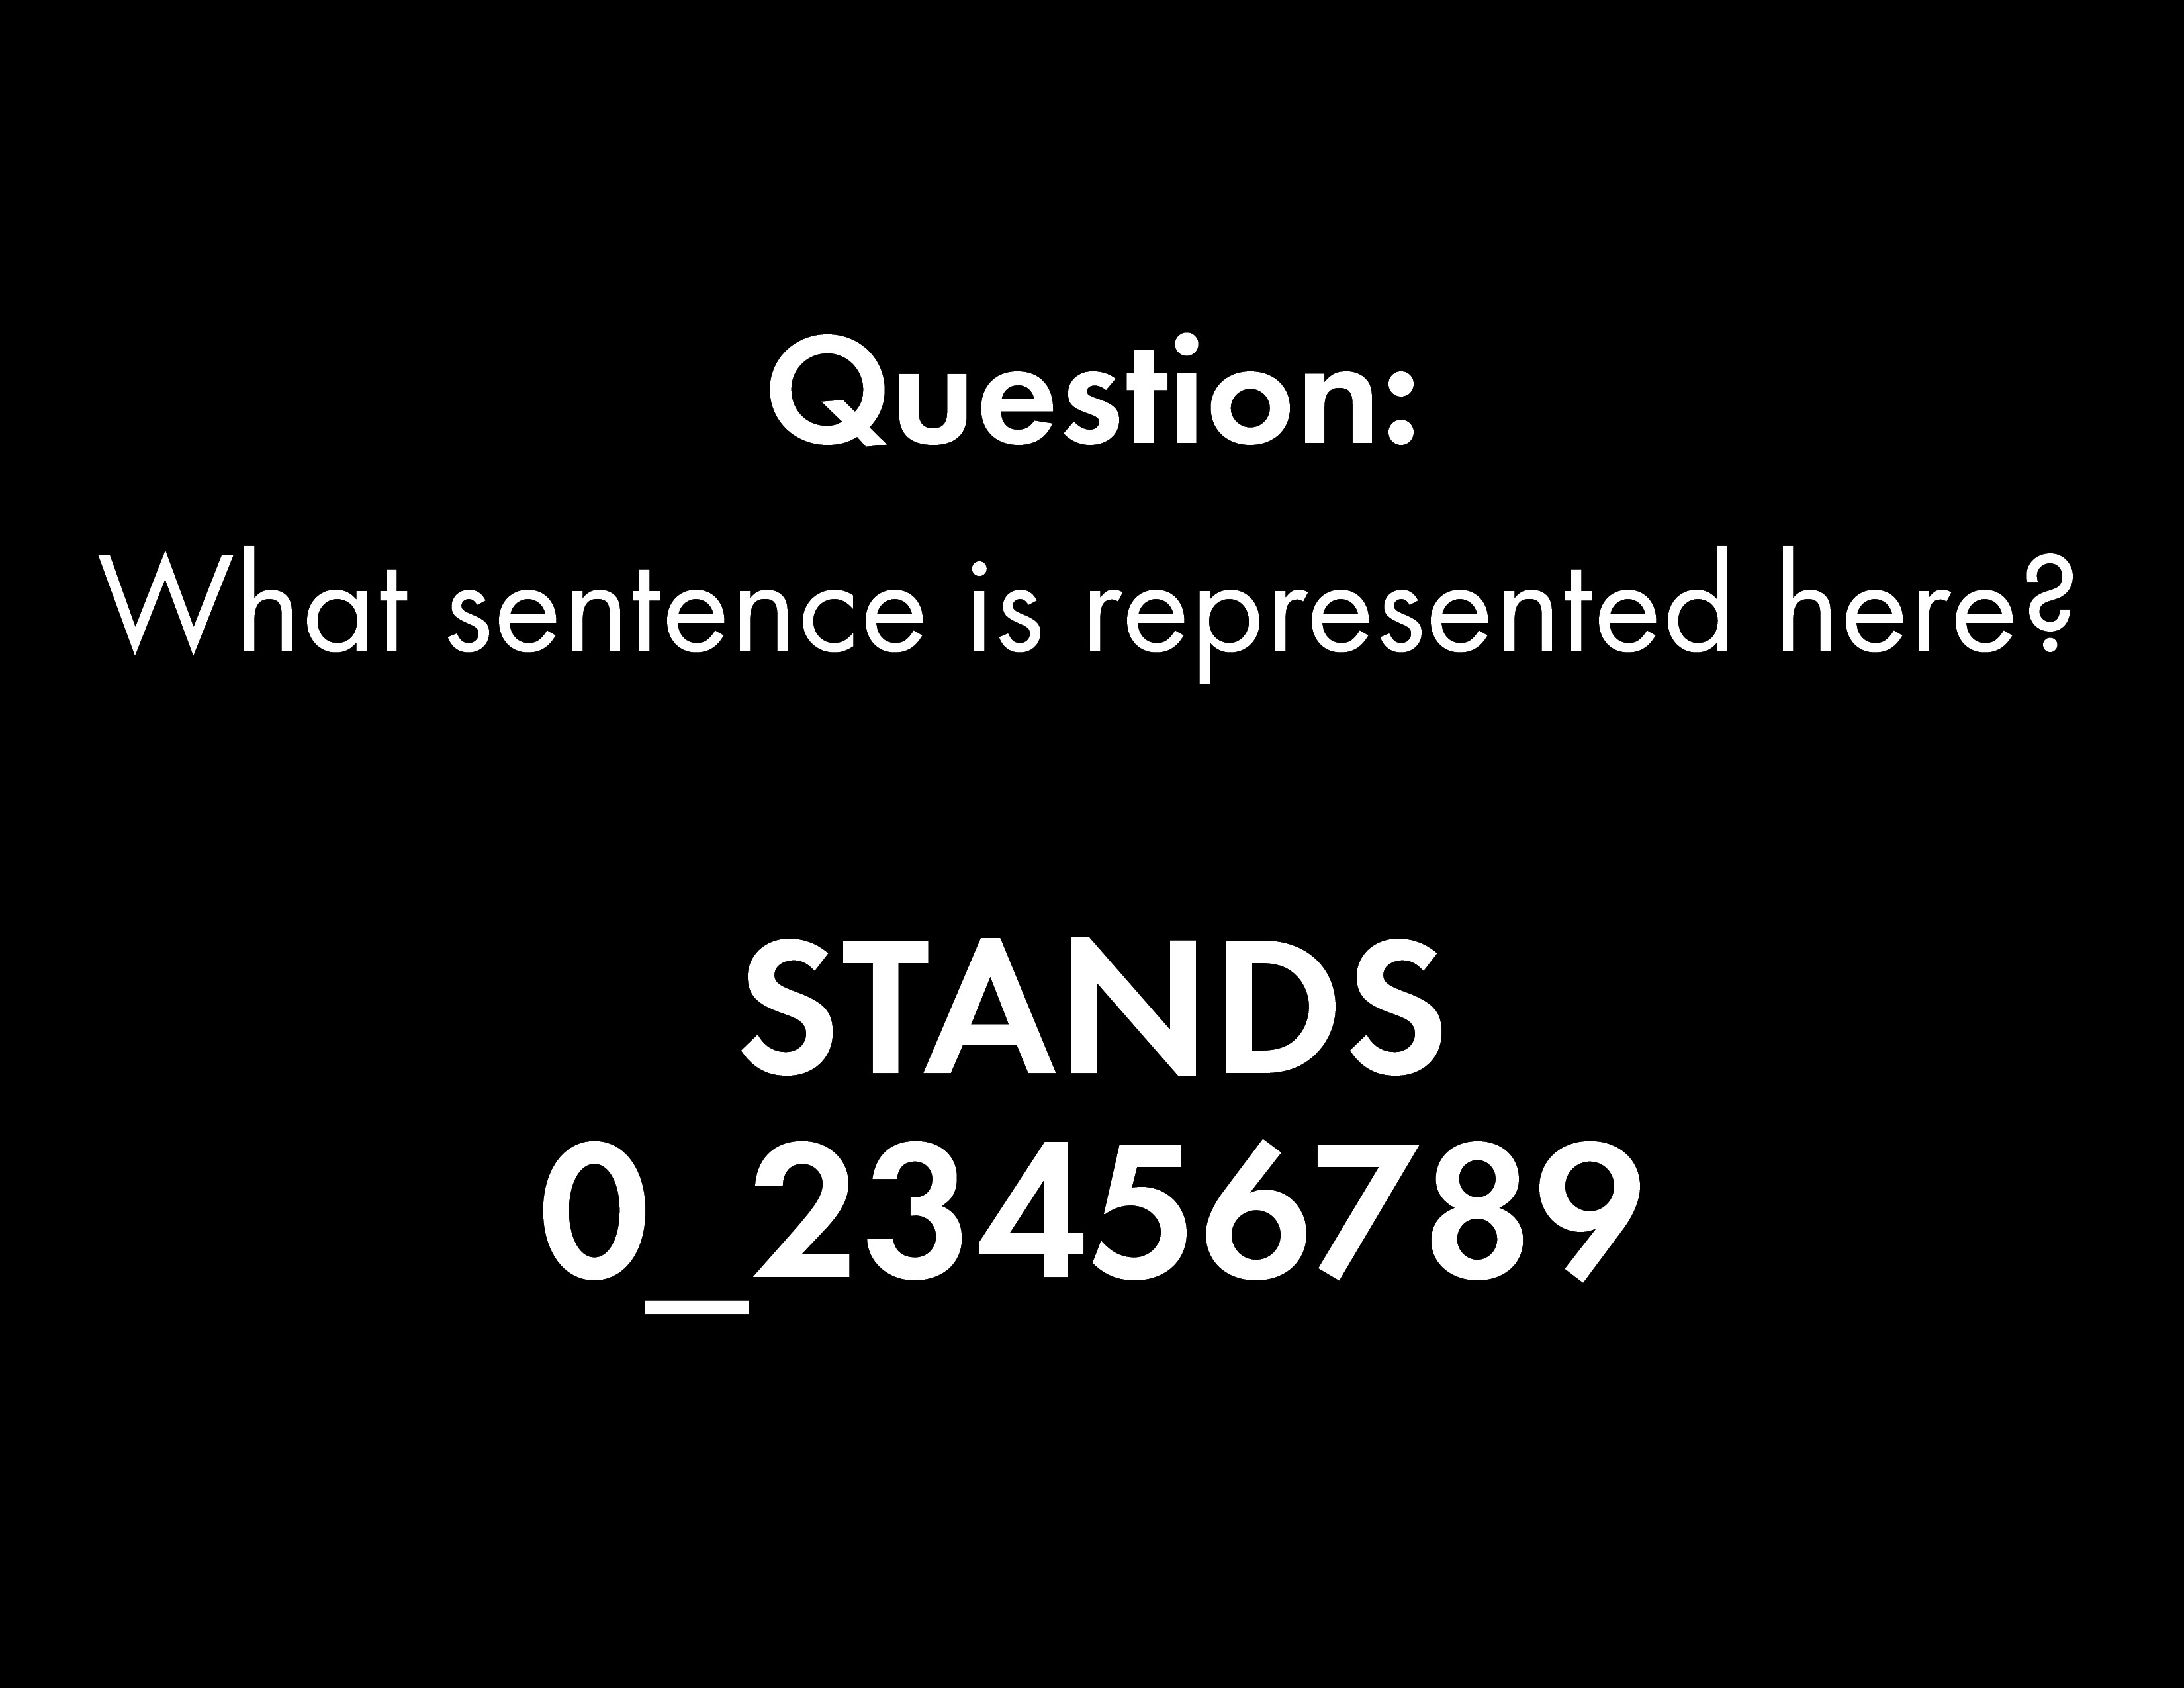 Question:
What sentence is represented here?
STANDS
0_23456789